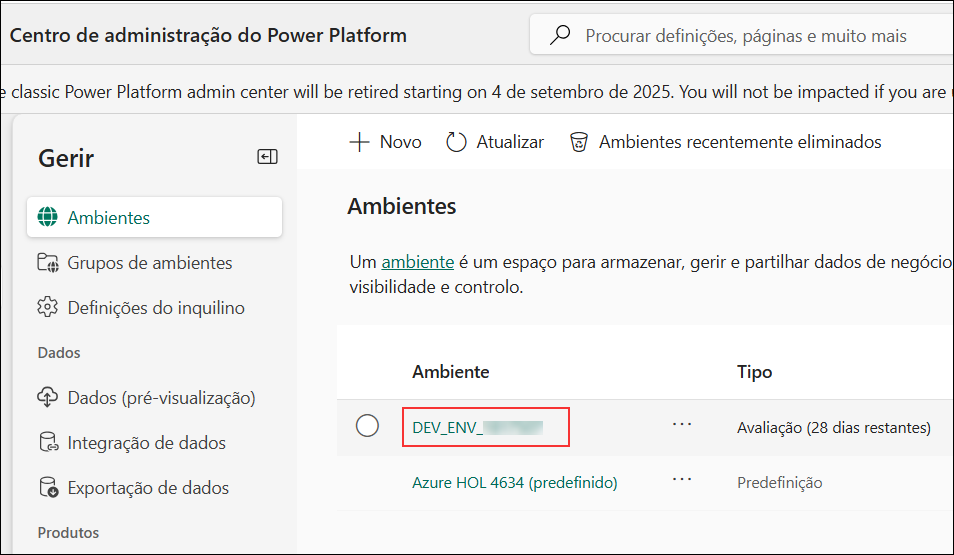 Centro de administração do Power Platform
Procurar definições, páginas e muito mais
e classic Power Platform admin center will be retired starting on 4 de setembro de 2025. You will not be impacted if you are
Gerir
Ambientes
Grupos de ambientes
Definições do inquilino
Dados
Dados (pré-visualização)
Integração de dados
Exportação de dados
Produtos
Novo
Atualizar
Ambientes recentemente eliminados
Ambientes
Um ambiente é um espaço para armazenar, gerir e partilhar dados de negócio
visibilidade e controlo.
Ambiente Tipo
DEV_ENV_ ... Avaliação (28 dias restantes)
Azure HOL 4634 (predefinido) ... Predefinição